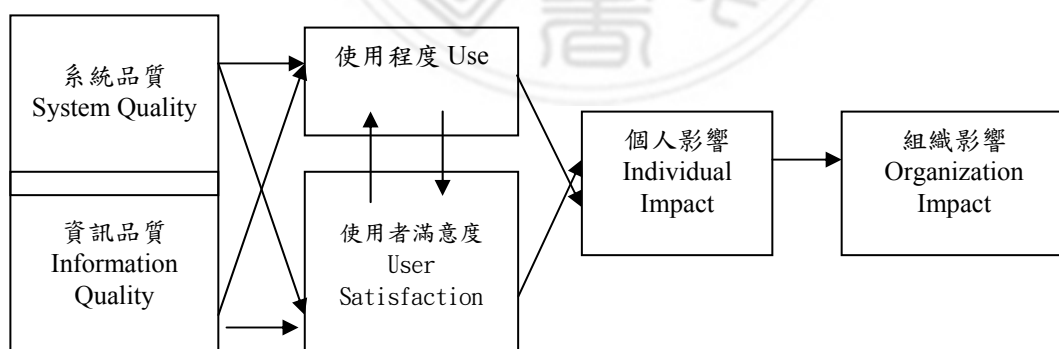 系統品質
System Quality
資訊品質
Information
Quality
使用程度 Use
使用者滿意度
User
Satisfaction
個人影響
Individual
Impact
組織影響
Organization
Impact